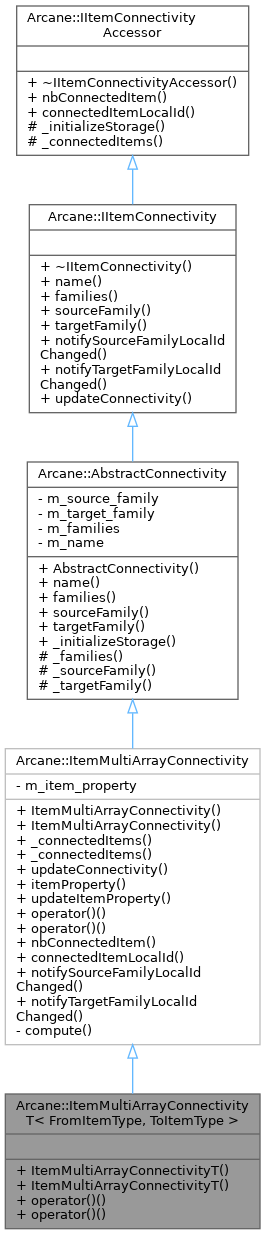 Arcane::IItemConnectivity
Accessor
+ ~IItemConnectivityAccessor()
+ nbConnectedItem()
+ connectedItemLocalId()
# _initializeStorage()
# _connectedItems()
Arcane::IItemConnectivity
+ ~IItemConnectivity()
+ name()
+ families()
+ sourceFamily()
+ targetFamily()
+ notifySourceFamilyLocalId
Changed()
+ notifyTargetFamilyLocalId
Changed()
+ updateConnectivity()
Arcane::AbstractConnectivity
- m_source_family
- m_target_family
- m_families
- m_name
+ AbstractConnectivity()
+ name()
+ families()
+ sourceFamily()
+ targetFamily()
+ _initializeStorage()
# _families()
# _sourceFamily()
# _targetFamily()
Arcane::ItemMultiArrayConnectivity
- m_item_property
+ ItemMultiArrayConnectivity()
+ ItemMultiArrayConnectivity()
+ _connectedItems()
+ _connectedItems()
+ updateConnectivity()
+ itemProperty()
+ updateItemProperty()
+ operator()()
+ operator()()
+ nbConnectedItem()
+ connectedItemLocalId()
+ notifySourceFamilyLocalId
Changed()
+ notifyTargetFamilyLocalId
Changed()
- compute()
Arcane::ItemMultiArrayConnectivity
T< FromItemType, ToItemType >
+ ItemMultiArrayConnectivityT()
+ ItemMultiArrayConnectivityT()
+ operator()()
+ operator()()